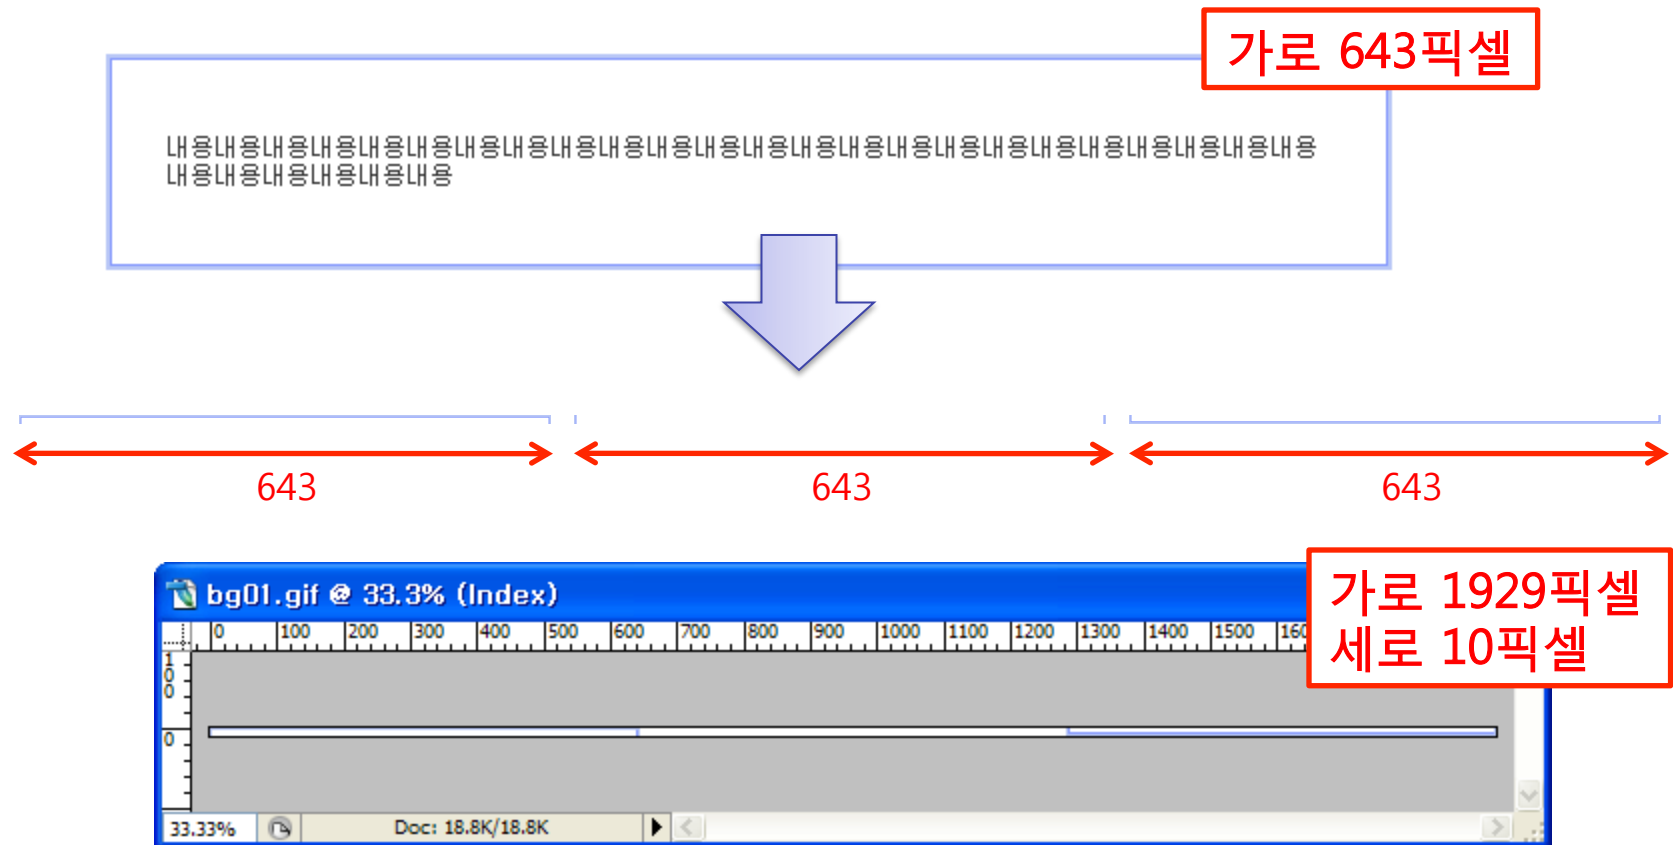 가로 643픽셀
내용내용내용내용내용내용내용내용내용내용내용내용내용내용내용내용내용내용내용내용내용내용내용내용
내용내용내용내용내용내용
643 643 643
bg01.gif @ 33.3% (Index)
가로 1929픽셀
세로 10픽셀
0 100 200 300 400 500 600 700 800 900 1000 1100 1200 1300 1400 1500
100
0
33.33% Doc: 18.8K/18.8K